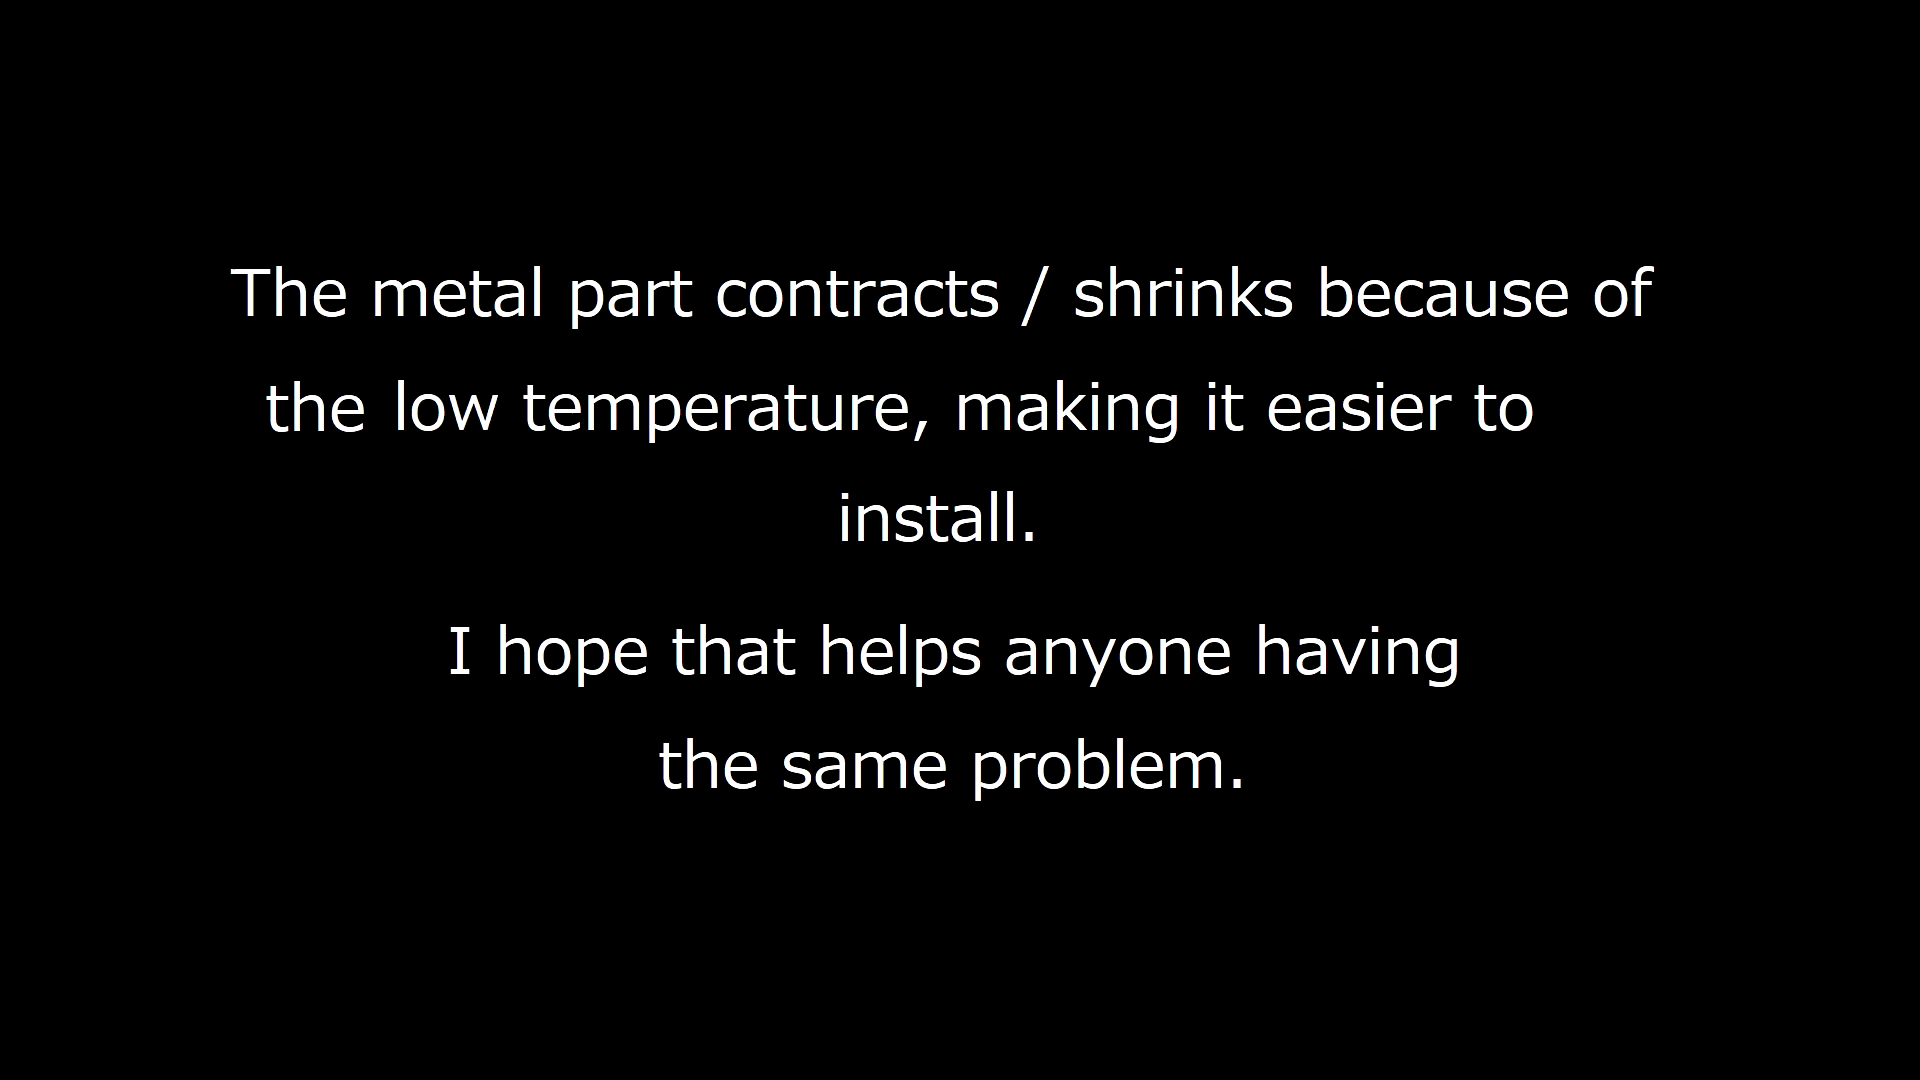 The metal part contracts / shrinks because of
the low temperature, making it easier to
install.
I hope that helps anyone having
the same problem.